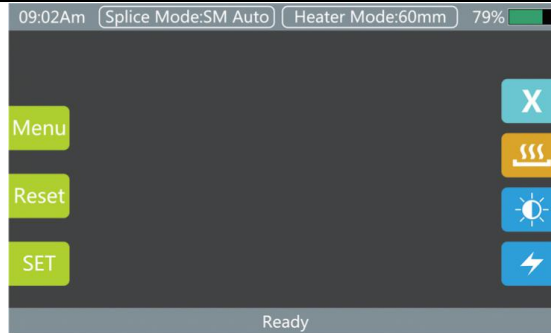 09:02Am Splice Mode:SM Auto Heater Mode:60mm 79%
X
Menu
Reset
SET
Ready